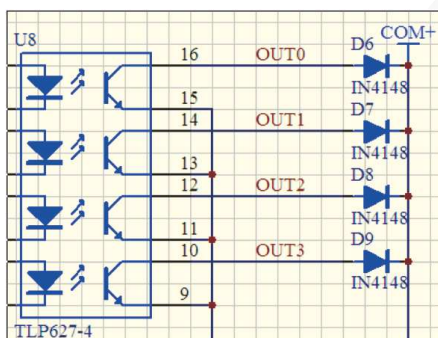 U8
COM+
16 OUT0 D6
IN4148
15
14 OUT1 D7
IN4148
13
12 OUT2 D8
IN4148
11
10 OUT3 D9
IN4148
9
TLP627-4